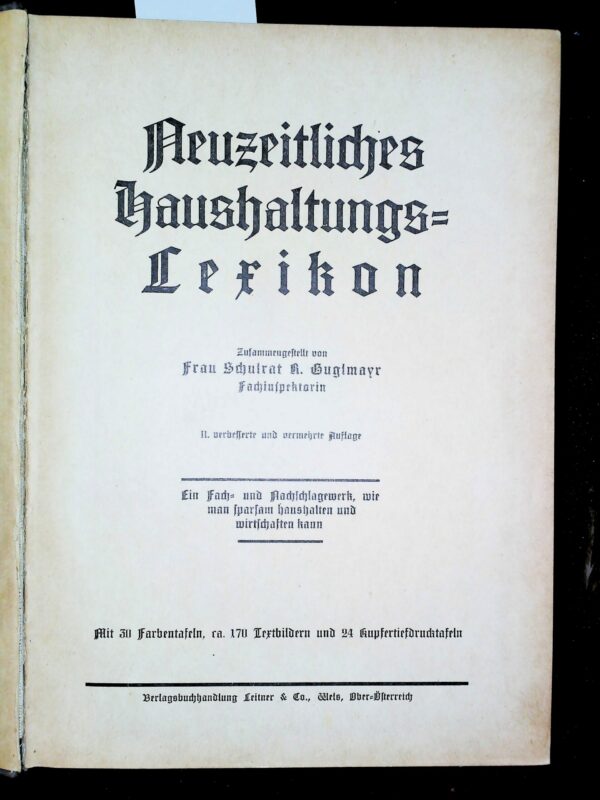 Neuzeitliches
Haushaltungs=
Lexikon
Zusammengestellt von
Frau Schulrat R. Guglmayr
Fachinspektorin
II. verbesserte und vermehrte Auflage
Ein Fach= und Nachschlagewerk, wie
man sparsam haushalten und
wirtschaften kann
Mit 30 Farbentafeln, ca. 170 Textbildern und 24 Kupfertiefdrucktafeln
Verlagsbuchhandlung Leitner & Co., Wels, Ober=Österreich